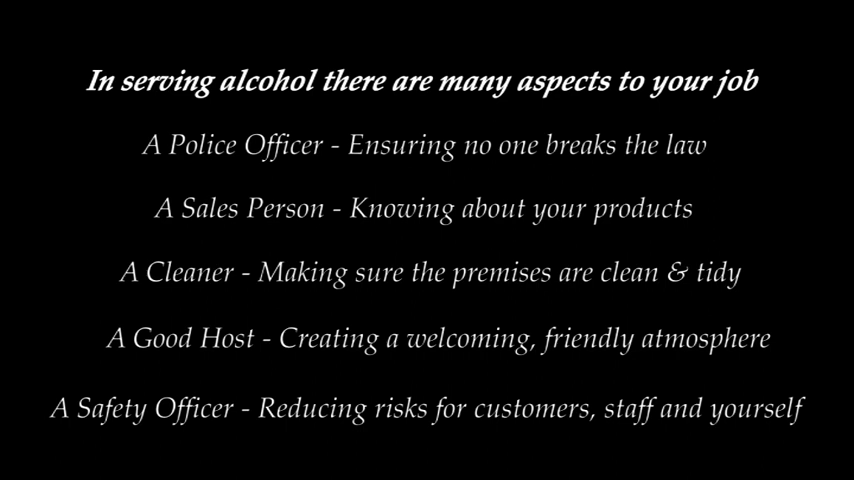 In serving alcohol there are many aspects to your job
A Police Officer - Ensuring no one breaks the law
A Sales Person - Knowing about your products
A Cleaner - Making sure the premises are clean & tidy
A Good Host - Creating a welcoming, friendly atmosphere
A Safety Officer - Reducing risks for customers, staff and yourself